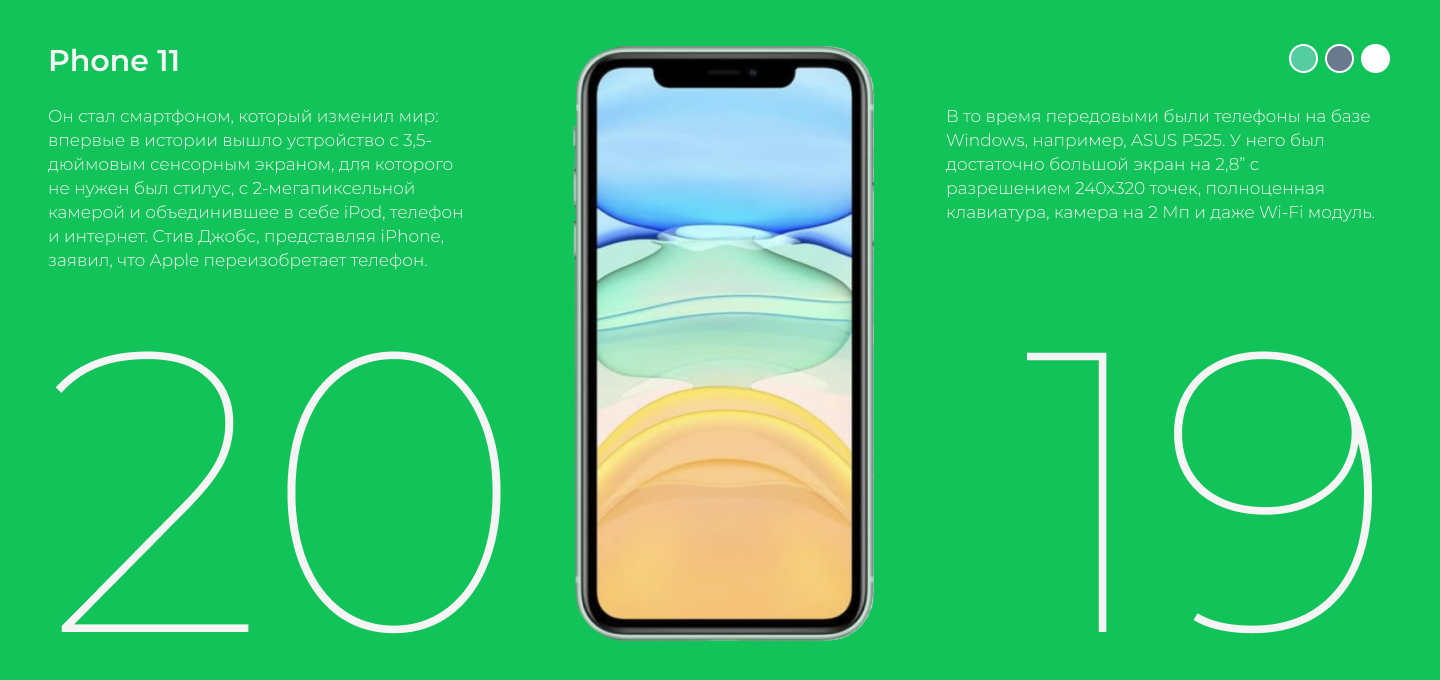 Phone 11
Он стал смартфоном, который изменил мир:
впервые в истории вышло устройство с 3,5-
дюймовым сенсорным экраном, для которого
не нужен был стилус, с 2-мегапиксельной
камерой и объединившее в себе iPod, телефон
и интернет. Стив Джобс, представляя iPhone,
заявил, что Apple переизобретает телефон.
В то время передовыми были телефоны на базе
Windows, например, ASUS P525. У него был
достаточно большой экран на 2,8” с
разрешением 240x320 точек, полноценная
клавиатура, камера на 2 Мп и даже Wi-Fi модуль.
20 19